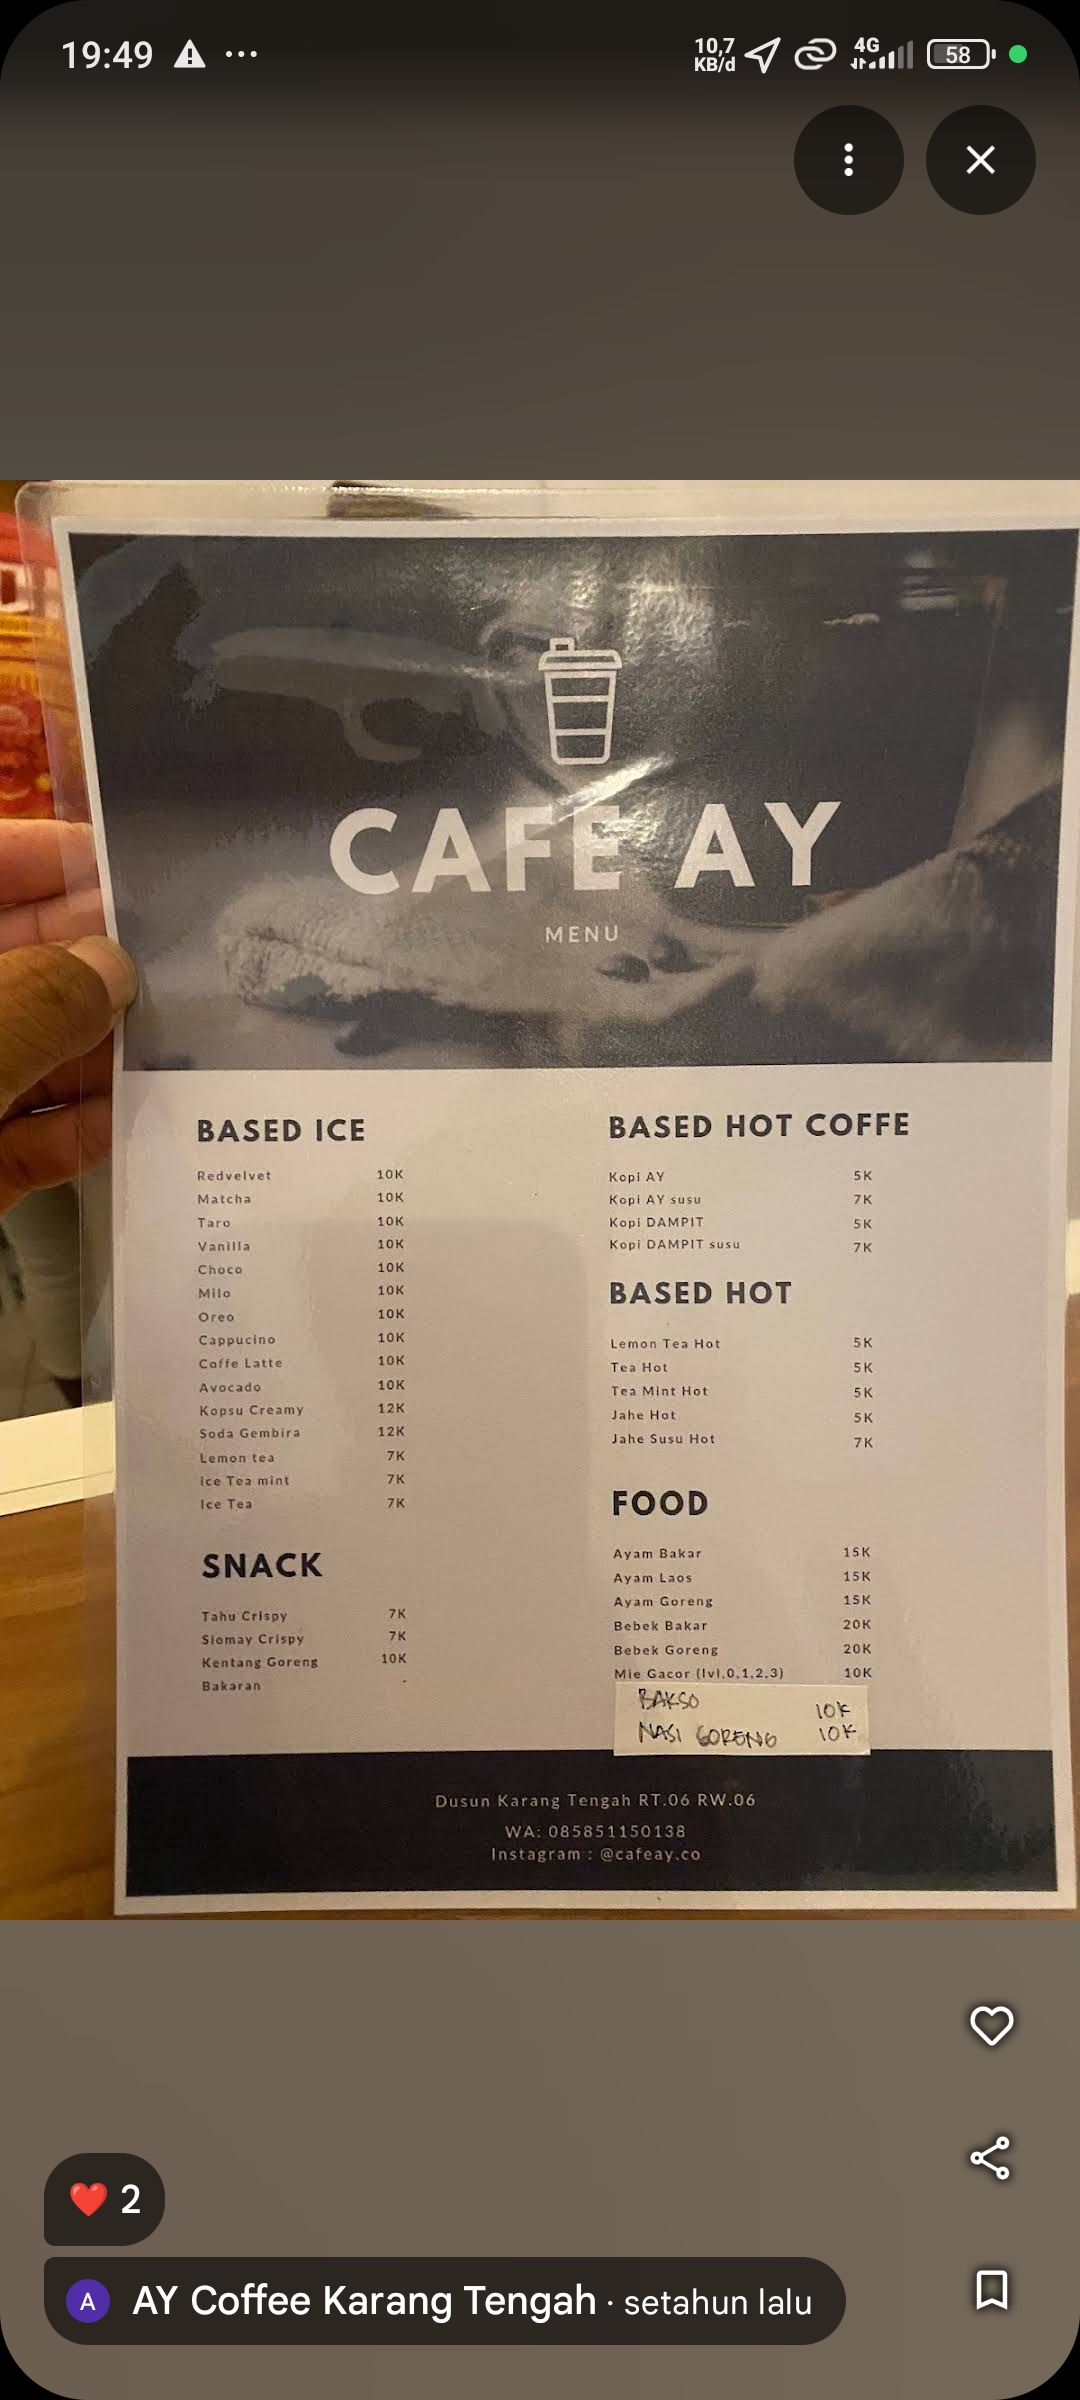 19:49
10,7
KB/d
4G
58
CAFE AY
MENU
BASED ICE
Redvelvet 10K
Matcha 10K
Taro 10K
Vanilla 10K
Choco 10K
Milo 10K
Oreo 10K
Cappucino 10K
Coffe Latte 10K
Avocado 10K
Kopsu Creamy 12K
Soda Gembira 12K
Lemon tea 7K
ice Tea mint 7K
Ice Tea 7K
SNACK
Tahu Crispy 7K
Siomay Crispy 7K
Kentang Goreng 10K
Bakaran -
BASED HOT COFFE
Kopi AY 5K
Kopi AY susu 7K
Kopi DAMPIT 5K
Kopi DAMPIT susu 7K
BASED HOT
Lemon Tea Hot 5K
Tea Hot 5K
Tea Mint Hot 5K
Jahe Hot 5K
Jahe Susu Hot 7K
FOOD
Ayam Bakar 15K
Ayam Laos 15K
Ayam Goreng 15K
Bebek Bakar 20K
Bebek Goreng 20K
Mie Gacor (lvl,0,1,2,3) 10K
BAKSO 10K
NASI GORENG 10K
Dusun Karang Tengah RT.06 RW.06
WA: 085851150138
Instagram : @cafeay.co
❤️ 2
A AY Coffee Karang Tengah · setahun lalu